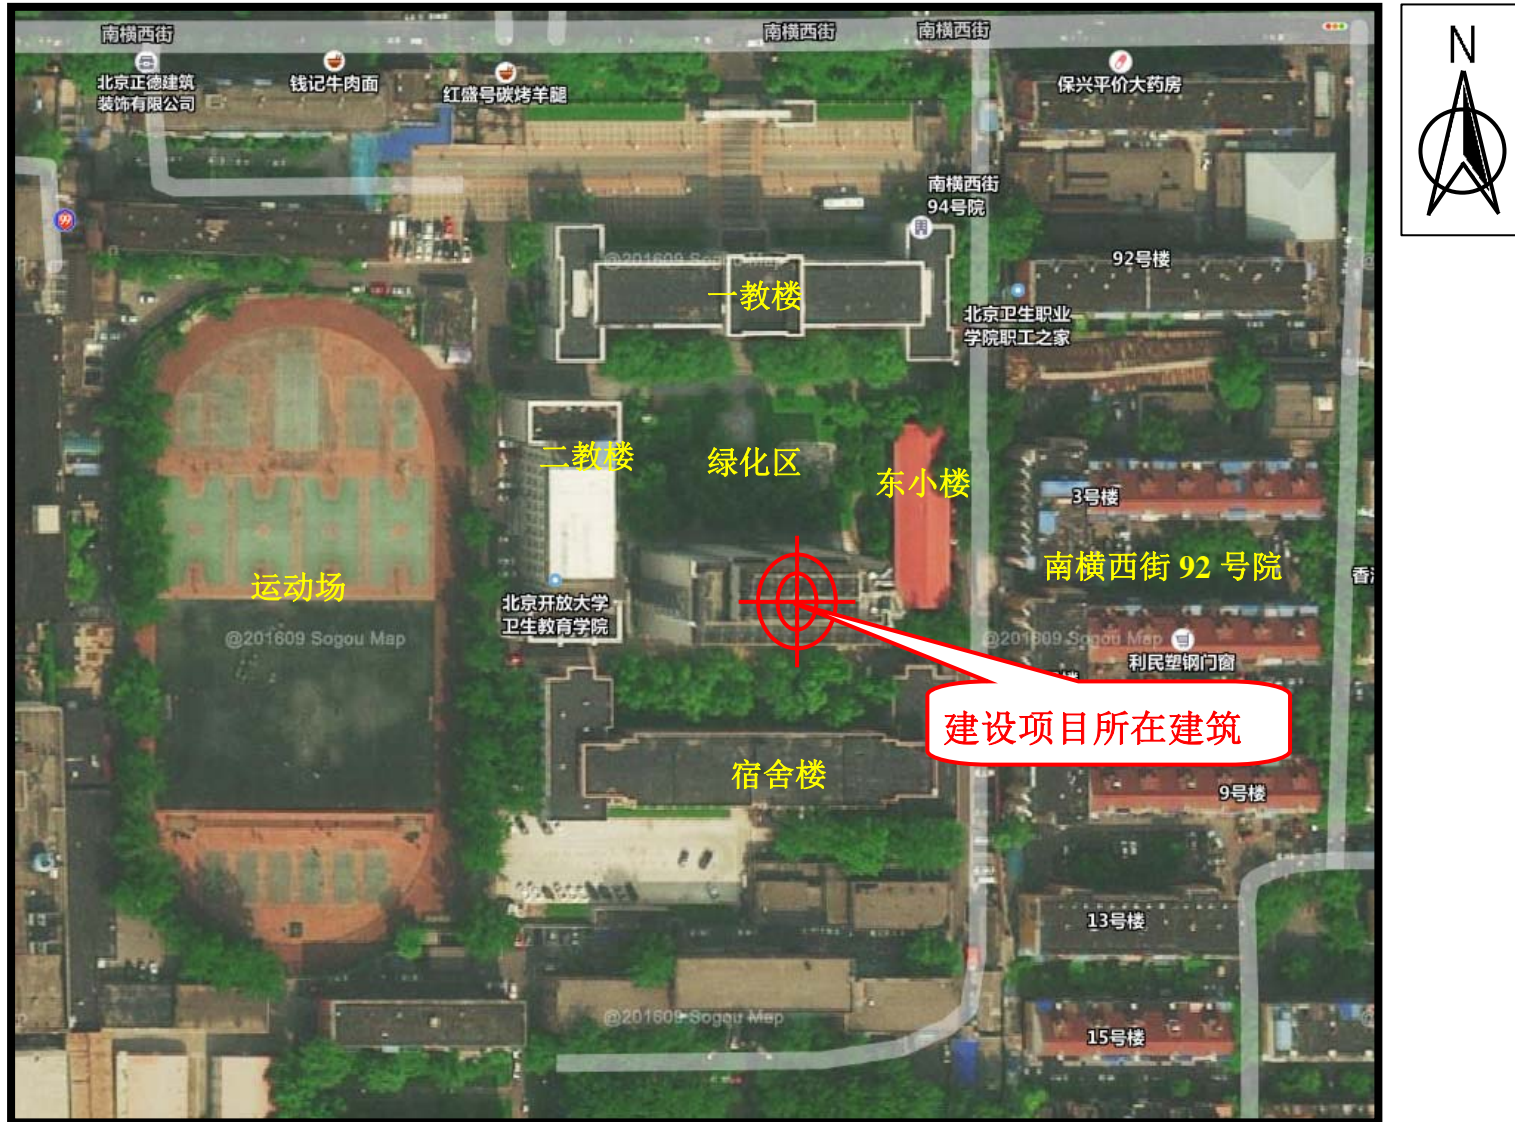 南横西街
南横西街
南横西街
N
北京正德建筑
装饰有限公司
钱记牛肉面
红盛号碳烤羊腿
保兴平价大药房
南横西街
94号院
99
@201609 Sogou Map
92号楼
一教楼
北京卫生职业
学院职工之家
二教楼
绿化区
东小楼
3号楼
运动场
南横西街 92 号院
香
北京开放大学
卫生教育学院
@201609 Sogou Map
@201609 Sogou Map
利民塑钢门窗
楼
建设项目所在建筑
宿舍楼
9号楼
13号楼
@201609 Sogou Map
15号楼